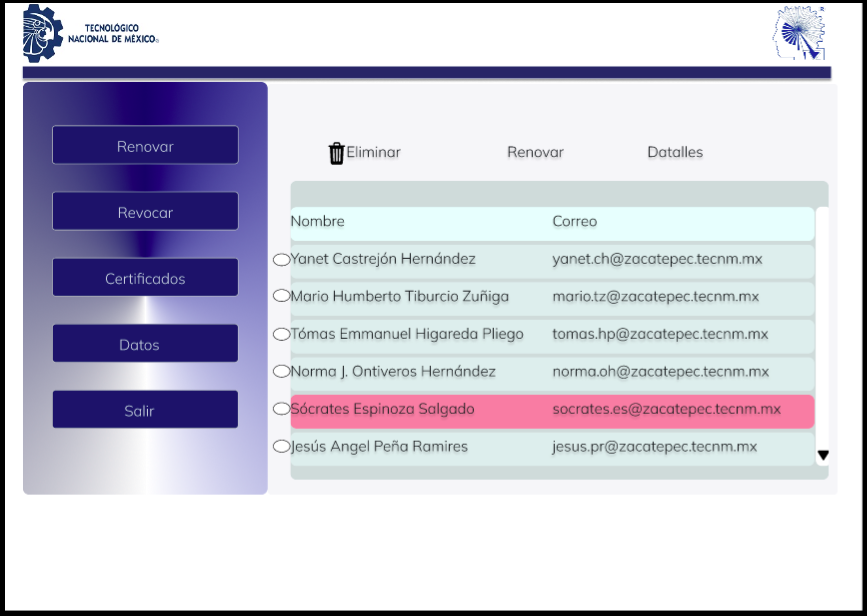 TECNOLÓGICO
NACIONAL DE MÉXICO®
Renovar
Revocar
Certificados
Datos
Salir
Eliminar Renovar Datalles
Nombre Correo
Yanet Castrejón Hernández yanet.ch@zacatepec.tecnm.mx
Mario Humberto Tiburcio Zuñiga mario.tz@zacatepec.tecnm.mx
Tómas Emmanuel Higareda Pliego tomas.hp@zacatepec.tecnm.mx
Norma J. Ontiveros Hernández norma.oh@zacatepec.tecnm.mx
Sócrates Espinoza Salgado socrates.es@zacatepec.tecnm.mx
Jesús Angel Peña Ramires jesus.pr@zacatepec.tecnm.mx